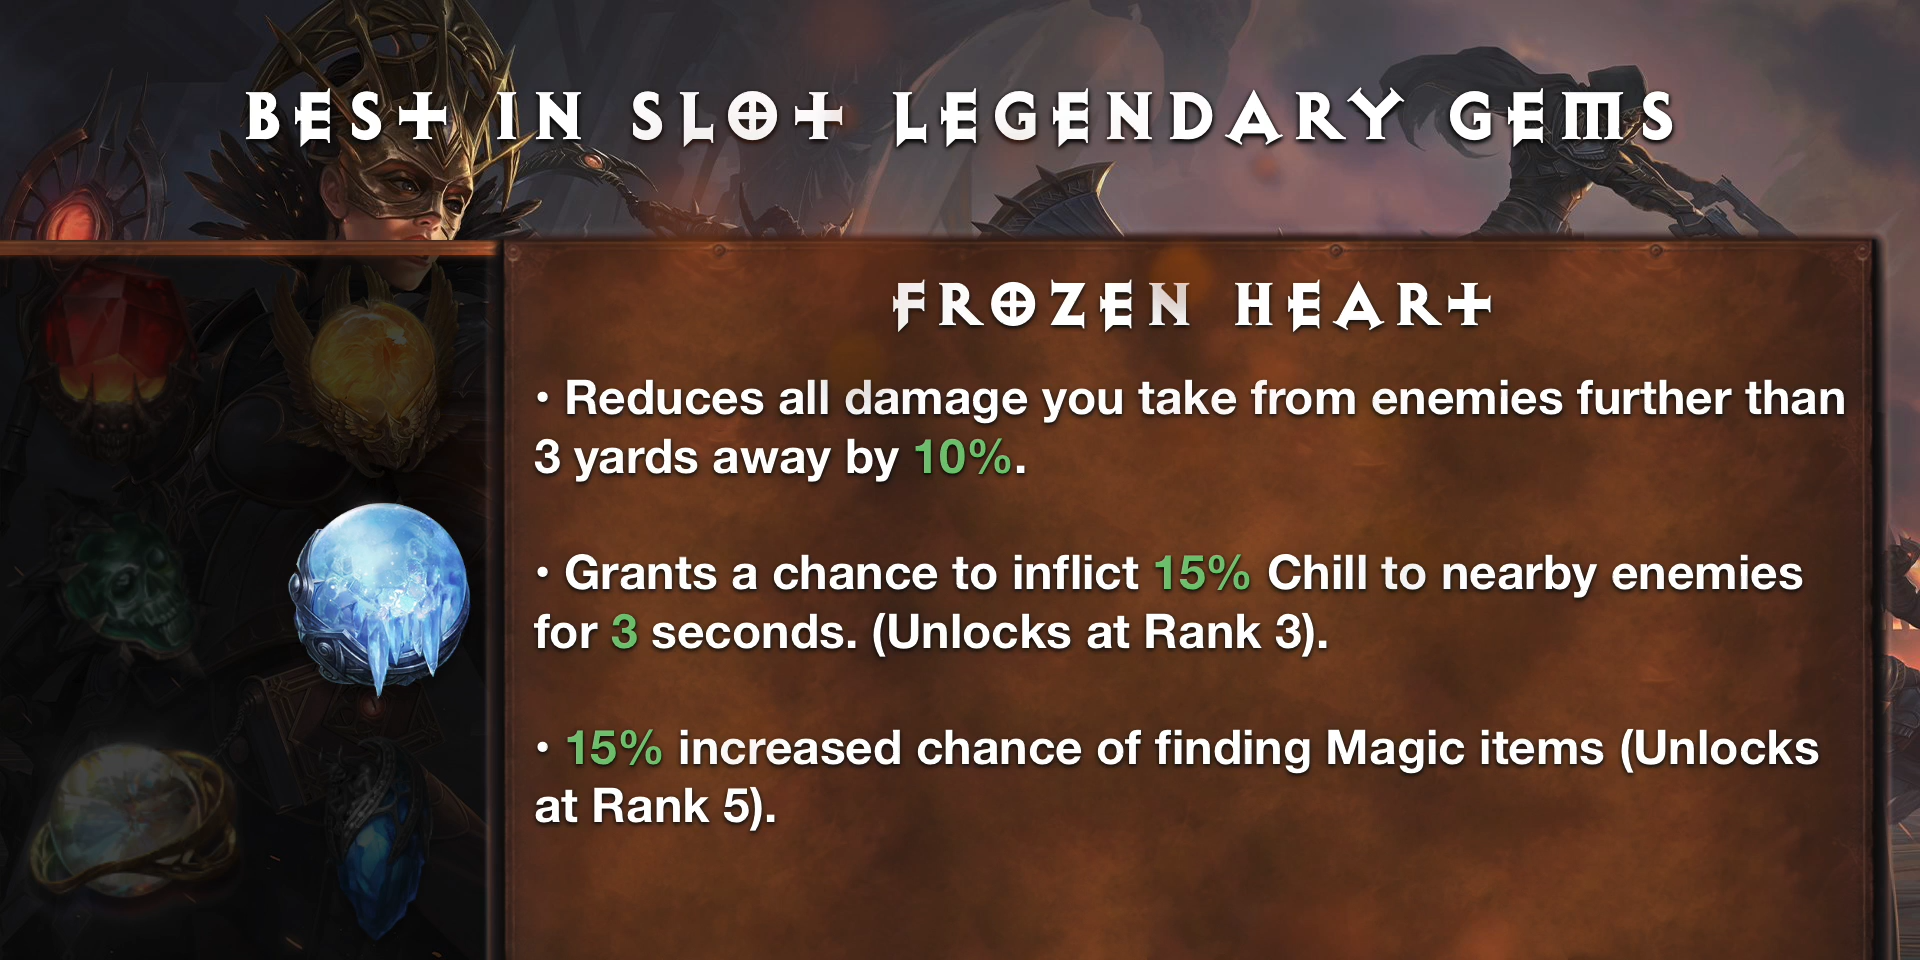 BEST IN SLOT LEGENDARY GEMS
FROZEN HEART
• Reduces all damage you take from enemies further than
3 yards away by 10%.
• Grants a chance to inflict 15% Chill to nearby enemies
for 3 seconds. (Unlocks at Rank 3).
• 15% increased chance of finding Magic items (Unlocks
at Rank 5).